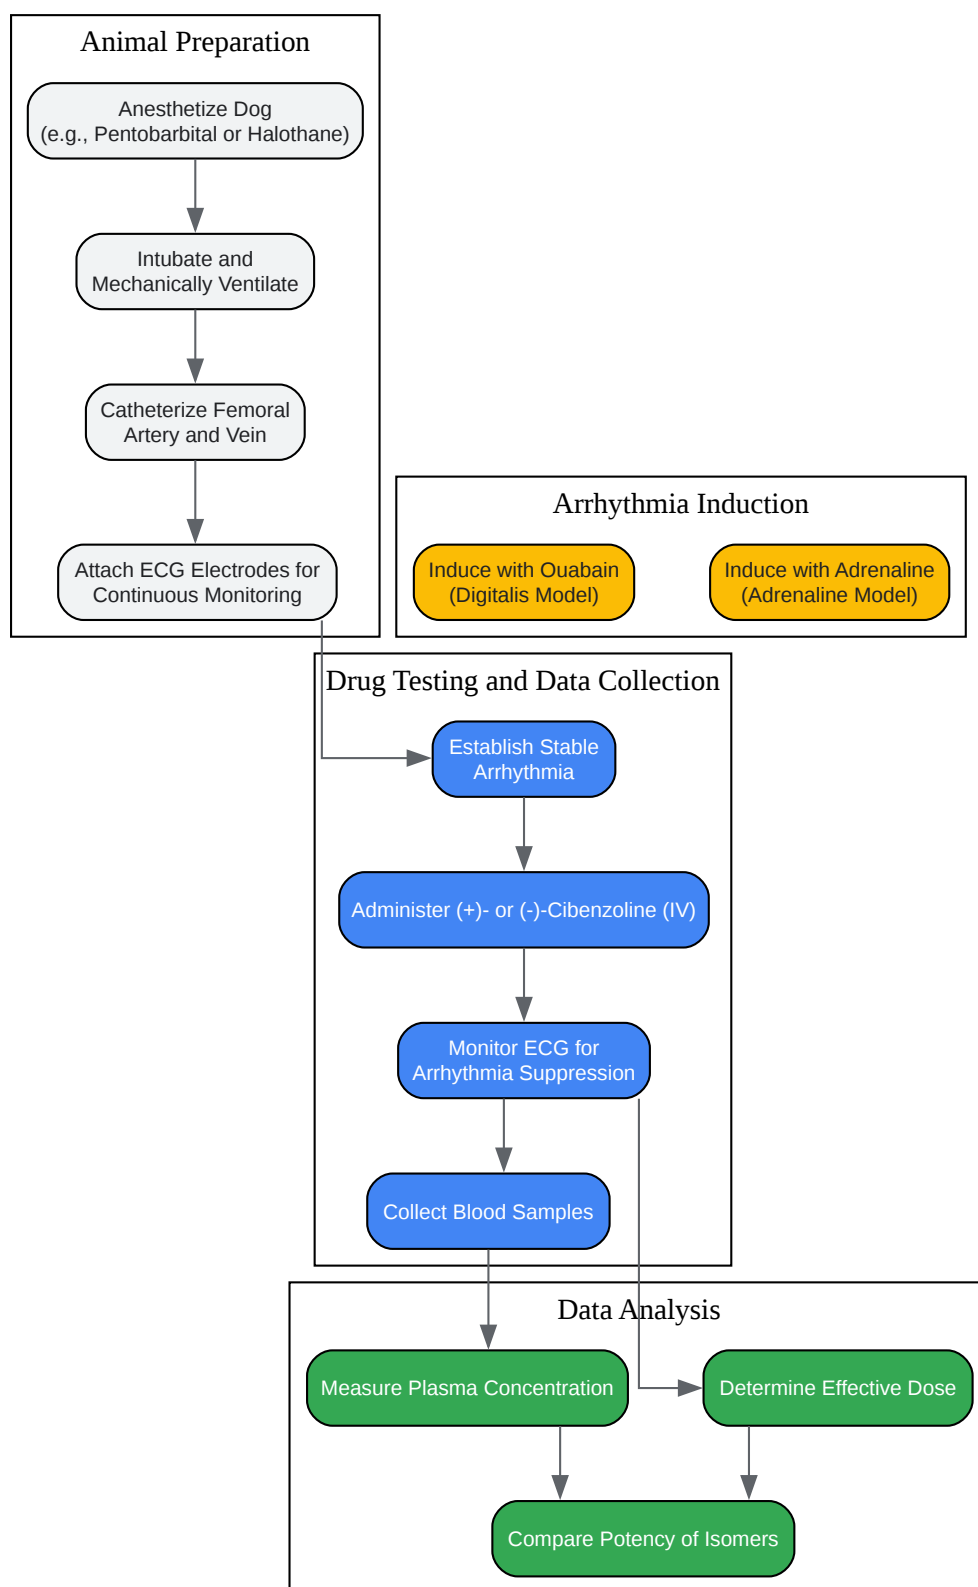 Animal Preparation
Anesthetize Dog
(e.g., Pentobarbital or Halothane)
Intubate and
Mechanically Ventilate
Catheterize Femoral
Artery and Vein
Attach ECG Electrodes for
Continuous Monitoring
Arrhythmia Induction
Induce with Ouabain
(Digitalis Model)
Induce with Adrenaline
(Adrenaline Model)
Drug Testing and Data Collection
Establish Stable
Arrhythmia
Administer (+)- or (-)-Cibenzoline (IV)
Monitor ECG for
Arrhythmia Suppression
Collect Blood Samples
Data Analysis
Measure Plasma Concentration
Determine Effective Dose
Compare Potency of Isomers